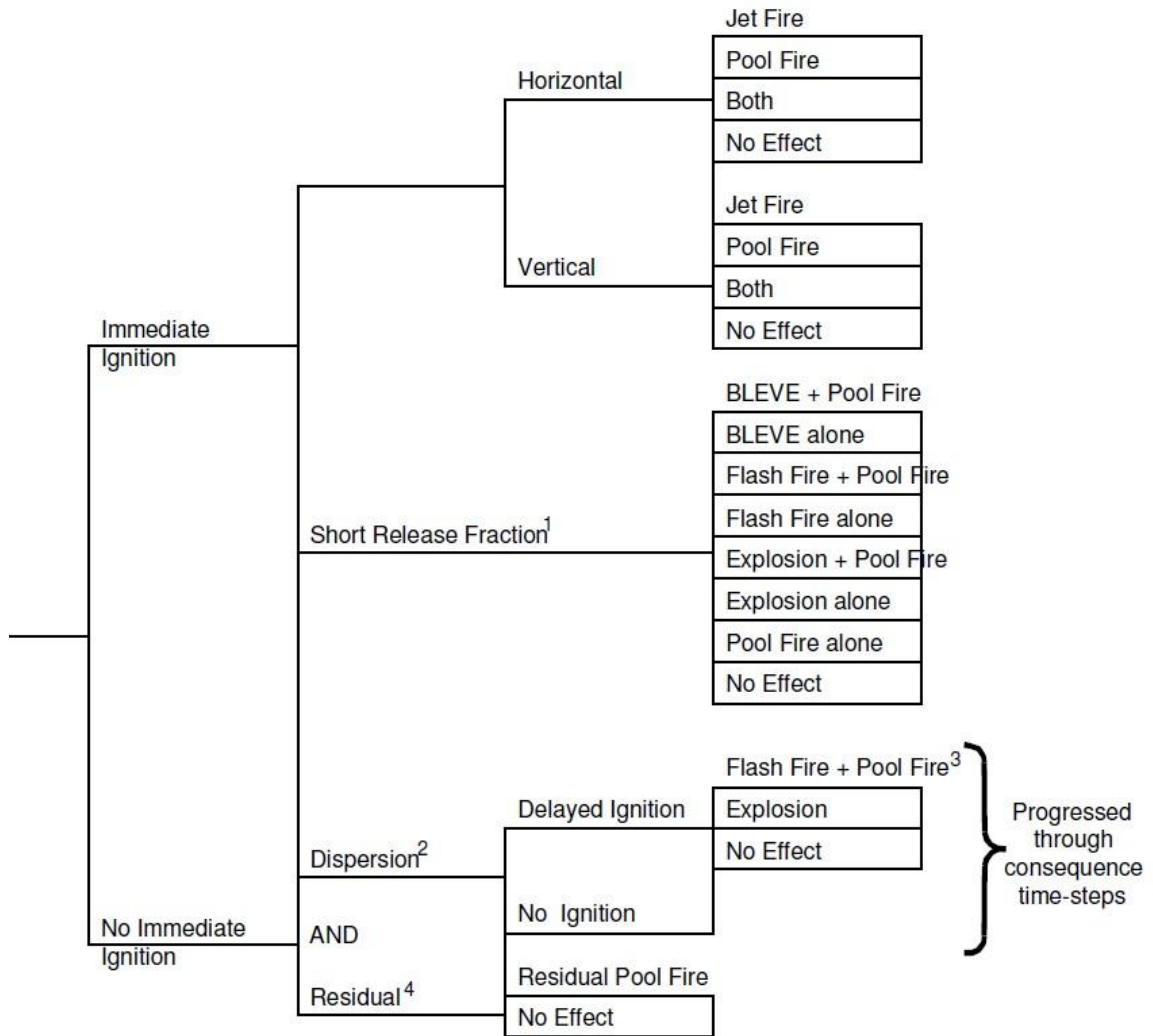 Jet Fire
Pool Fire
Horizontal
Both
No Effect
Jet Fire
Pool Fire
Vertical
Both
No Effect
Immediate
Ignition
BLEVE + Pool Fire
BLEVE alone
Flash Fire + Pool Fire
Short Release Fraction1
Flash Fire alone
Explosion + Pool Fire
Explosion alone
Pool Fire alone
No Effect
Flash Fire + Pool Fire3
Delayed Ignition
Explosion
No Effect
Progressed
through
consequence
time-steps
Dispersion2
No Ignition
No Immediate
Ignition
AND
Residual4
Residual Pool Fire
No Effect